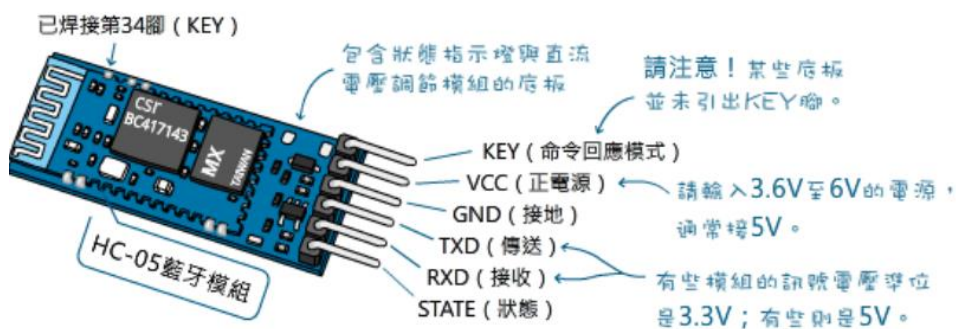 已焊接第34腳（KEY）
包含狀態指示燈與直流
電壓調節模組的底板
請注意！某些底板
並未引出KEY腳。
csr
BC417143
MX
TAIWAN
KEY（命令回應模式）
VCC（正電源）
請輸入3.6V至6V的電源，
通常接5V。
GND（接地）
TXD（傳送）
RXD（接收）
STATE（狀態）
有些模組的訊號電壓準位
是3.3V；有些則是5V。
HC-05藍牙模組